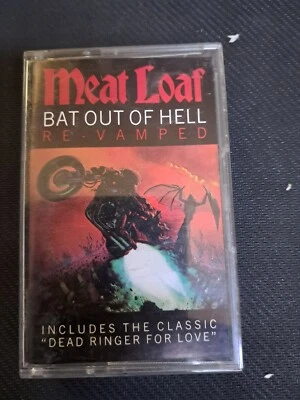 Meat Loaf
BAT OUT OF HELL
RE-VAMPED
INCLUDES THE CLASSIC
"DEAD RINGER FOR LOVE"